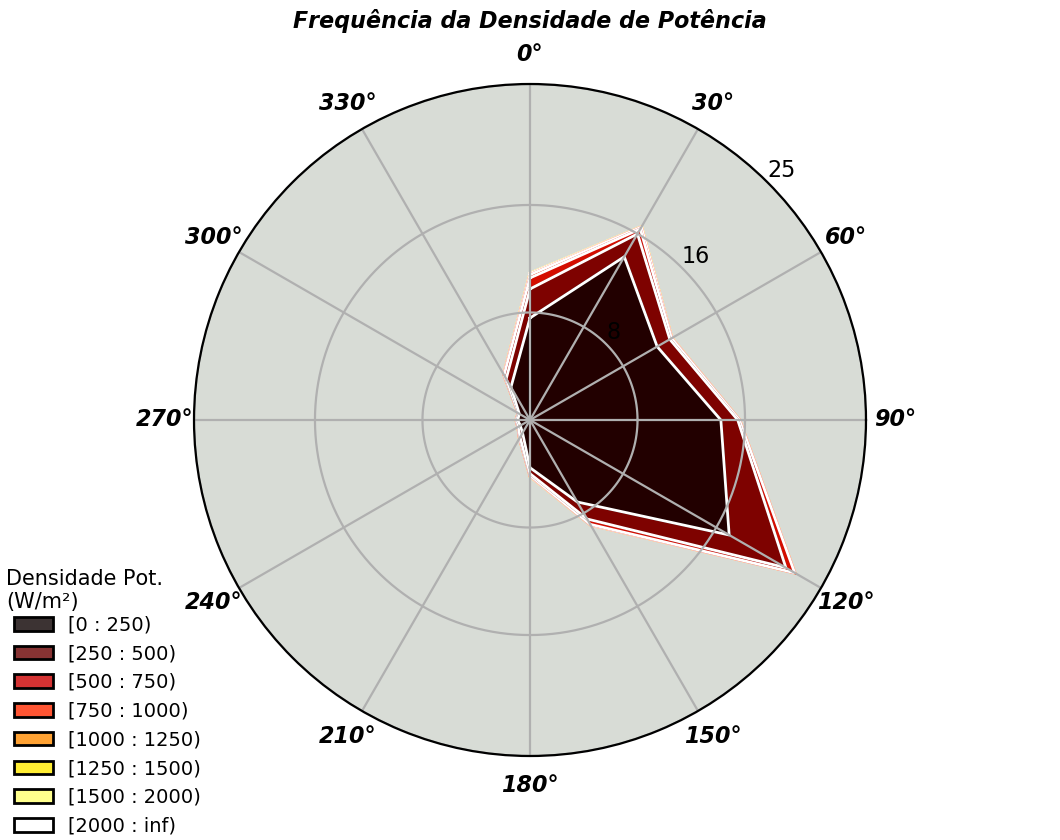 Frequência da Densidade de Potência
0°
330°
30°
25
300°
60°
16
8
270°
90°
240°
120°
210°
150°
180°
Densidade Pot.
(W/m²)
[0 : 250)
[250 : 500)
[500 : 750)
[750 : 1000)
[1000 : 1250)
[1250 : 1500)
[1500 : 2000)
[2000 : inf)